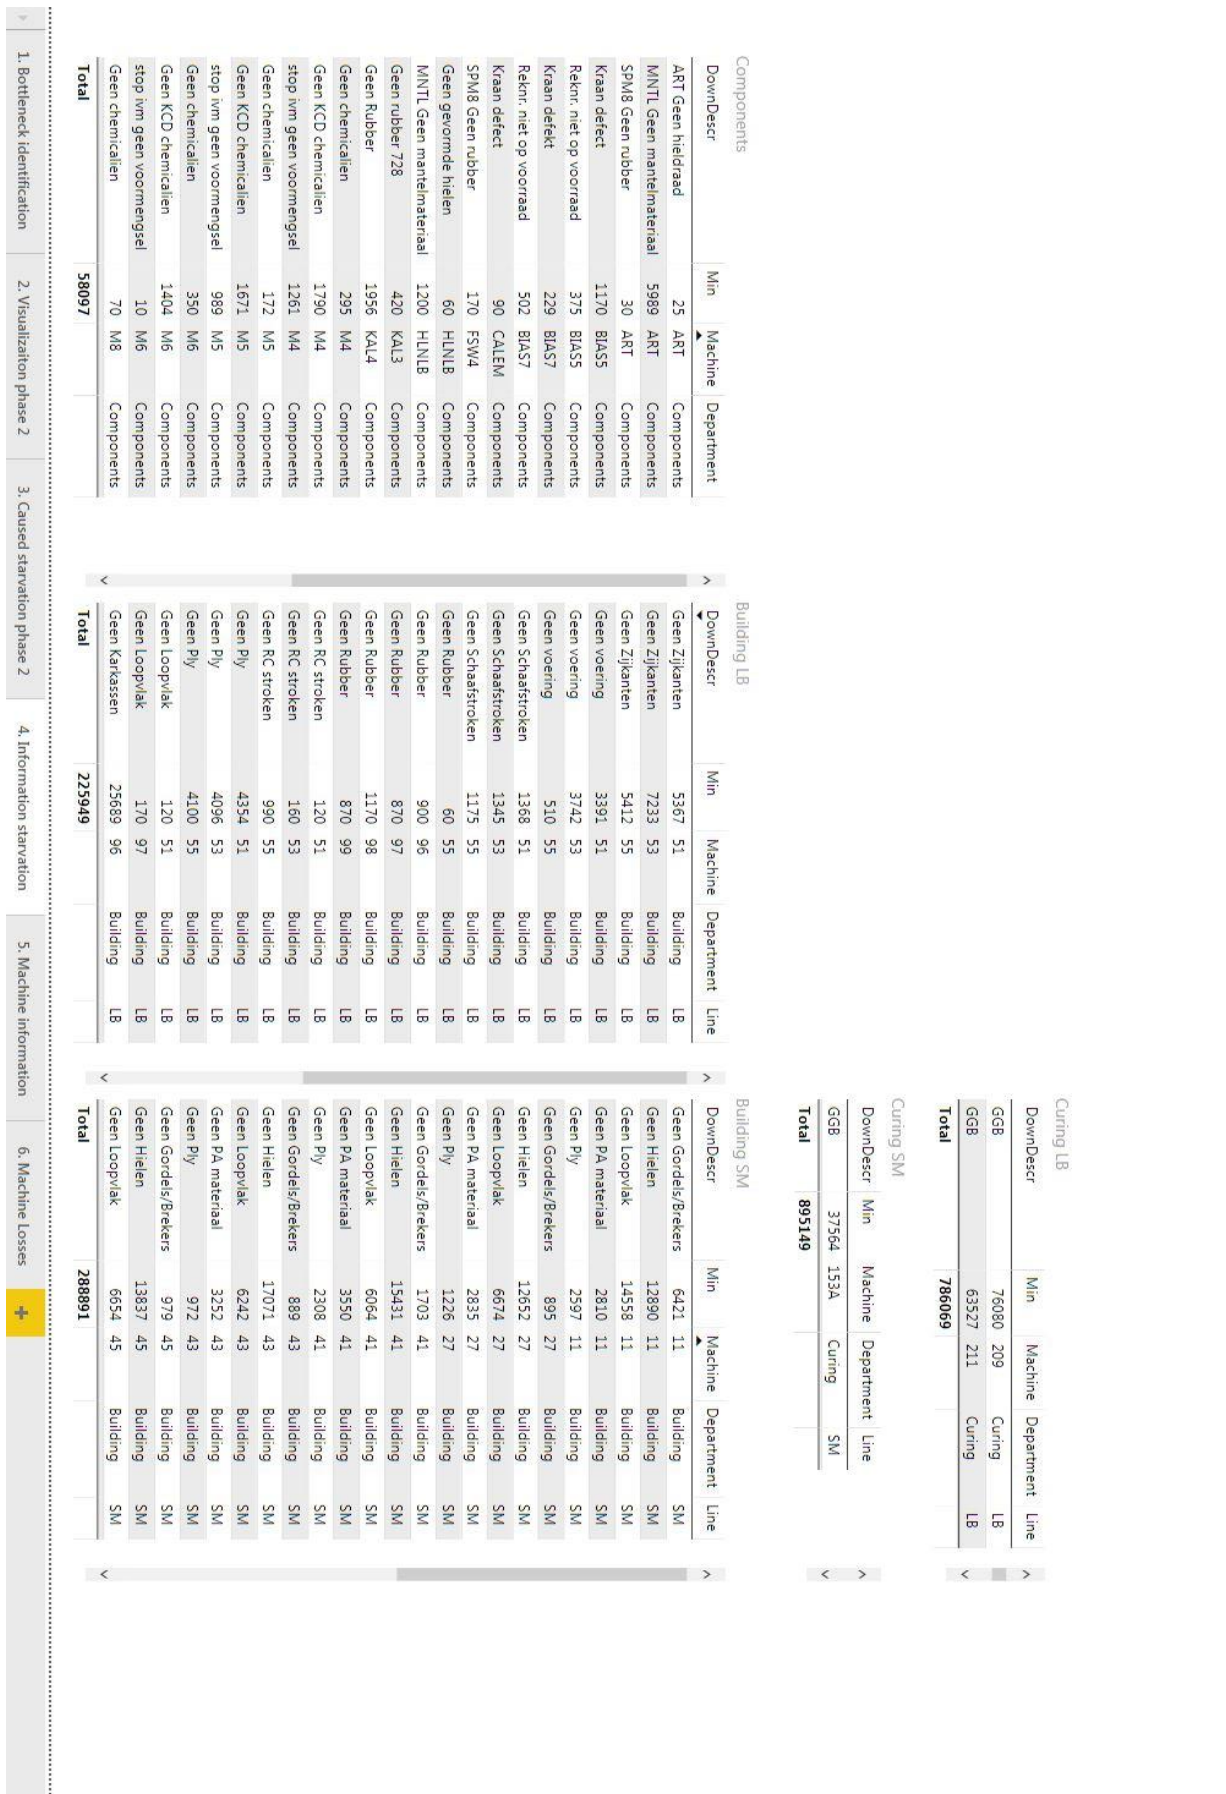 Curing LB
DownDescr Min Machine Department Line
GGB 76080 209 Curing LB
GGB 63527 211 Curing LB
Total 786069
Curing SM
DownDescr Min Machine Department Line
GGB 37564 153A Curing SM
Total 895149
Components
DownDescr Min Machine Department
ART Geen hieldraad 25 ART Components
MNTL Geen mantelmateriaal 5989 ART Components
SPM8 Geen rubber 30 ART Components
Kraan defect 1170 BIAS5 Components
Reknr. niet op voorraad 375 BIAS5 Components
Kraan defekt 229 BIAS7 Components
Reknr. niet op voorraad 502 BIAS7 Components
Kraan defect 90 CALEM Components
SPM8 Geen rubber 170 FSW4 Components
Geen gevormde hielen 60 HLNLB Components
MNTL Geen mantelmateriaal 1200 HLNLB Components
Geen rubber 728 420 KAL3 Components
Geen Rubber 1956 KAL4 Components
Geen chemicalien 295 M4 Components
Geen KCD chemicalien 1790 M4 Components
stop ivm geen voormengsel 1261 M4 Components
Geen chemicalien 172 M5 Components
Geen KCD chemicalien 1671 M5 Components
stop ivm geen voormengsel 989 M5 Components
Geen chemicalien 350 M6 Components
Geen KCD chemicalien 1404 M6 Components
stop ivm geen voormengsel 10 M6 Components
Geen chemicalien 70 M8 Components
Total 58097
Building LB
DownDescr Min Machine Department Line
Geen Zijkanten 5367 51 Building LB
Geen Zijkanten 7233 53 Building LB
Geen Zijkanten 5412 55 Building LB
Geen voering 3391 51 Building LB
Geen voering 3742 53 Building LB
Geen voering 510 55 Building LB
Geen Schaafstroken 1368 51 Building LB
Geen Schaafstroken 1345 53 Building LB
Geen Schaafstroken 1175 55 Building LB
Geen Rubber 60 55 Building LB
Geen Rubber 900 96 Building LB
Geen Rubber 870 97 Building LB
Geen Rubber 1170 98 Building LB
Geen Rubber 870 99 Building LB
Geen RC stroken 120 51 Building LB
Geen RC stroken 160 53 Building LB
Geen RC stroken 990 55 Building LB
Geen Ply 4354 51 Building LB
Geen Ply 4096 53 Building LB
Geen Ply 4100 55 Building LB
Geen Loopvlak 120 51 Building LB
Geen Loopvlak 170 97 Building LB
Geen Karkassen 25689 96 Building LB
Total 225949
Building SM
DownDescr Min Machine Department Line
Geen Gordels/Brekers 6421 11 Building SM
Geen Hielen 12890 11 Building SM
Geen Loopvlak 14558 11 Building SM
Geen PA materiaal 2810 11 Building SM
Geen Ply 2597 11 Building SM
Geen Gordels/Brekers 895 27 Building SM
Geen Hielen 12652 27 Building SM
Geen Loopvlak 6674 27 Building SM
Geen PA materiaal 2835 27 Building SM
Geen Ply 1226 27 Building SM
Geen Gordels/Brekers 1703 41 Building SM
Geen Hielen 15431 41 Building SM
Geen Loopvlak 6064 41 Building SM
Geen PA materiaal 3550 41 Building SM
Geen Ply 2308 41 Building SM
Geen Gordels/Brekers 889 43 Building SM
Geen Hielen 17071 43 Building SM
Geen Loopvlak 6242 43 Building SM
Geen PA materiaal 3252 43 Building SM
Geen Ply 972 43 Building SM
Geen Gordels/Brekers 979 45 Building SM
Geen Hielen 13837 45 Building SM
Geen Loopvlak 6654 45 Building SM
Total 288891
1. Bottleneck identification 2. Visualizaiton phase 2 3. Caused starvation phase 2 4. Information starvation 5. Machine information 6. Machine Losses +